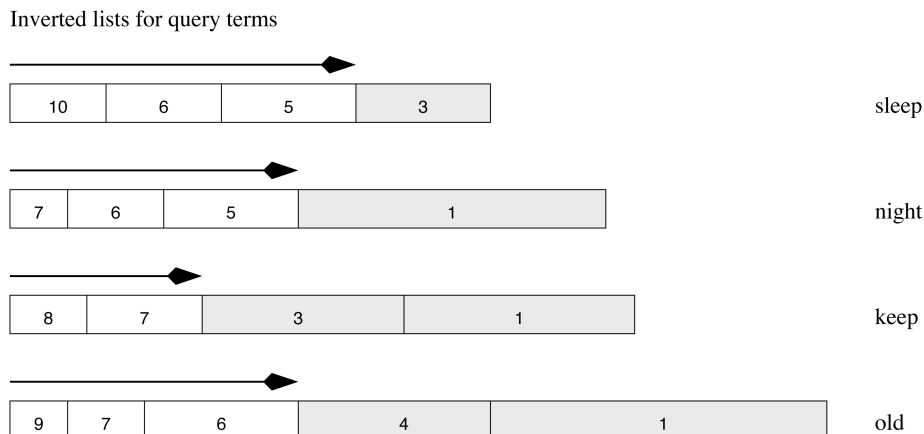 Inverted lists for query terms
10 6 5 3 sleep
7 6 5 1 night
8 7 3 1 keep
9 7 6 4 1 old